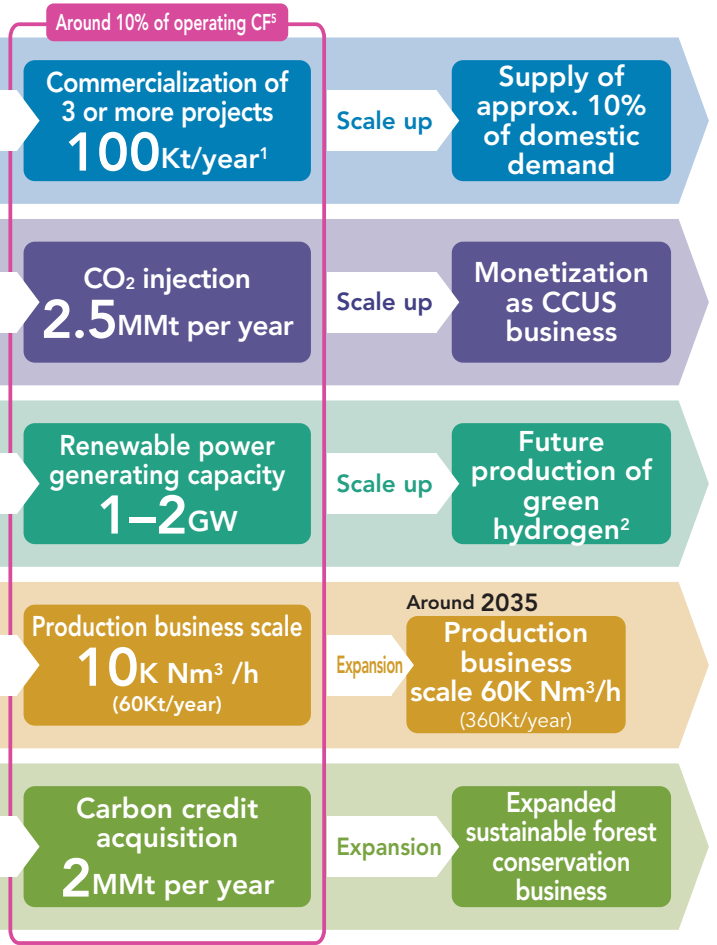 Around 10% of operating CF⁵
Commercialization of
3 or more projects
100Kt/year¹
Scale up
Supply of
approx. 10%
of domestic
demand
CO₂ injection
2.5MMt per year
Scale up
Monetization
as CCUS
business
Renewable power
generating capacity
1–2GW
Scale up
Future
production of
green
hydrogen²
Production business scale
10K Nm³ /h
(60Kt/year)
Expansion
Around 2035
Production
business
scale 60K Nm³/h
(360Kt/year)
Carbon credit
acquisition
2MMt per year
Expansion
Expanded
sustainable forest
conservation
business